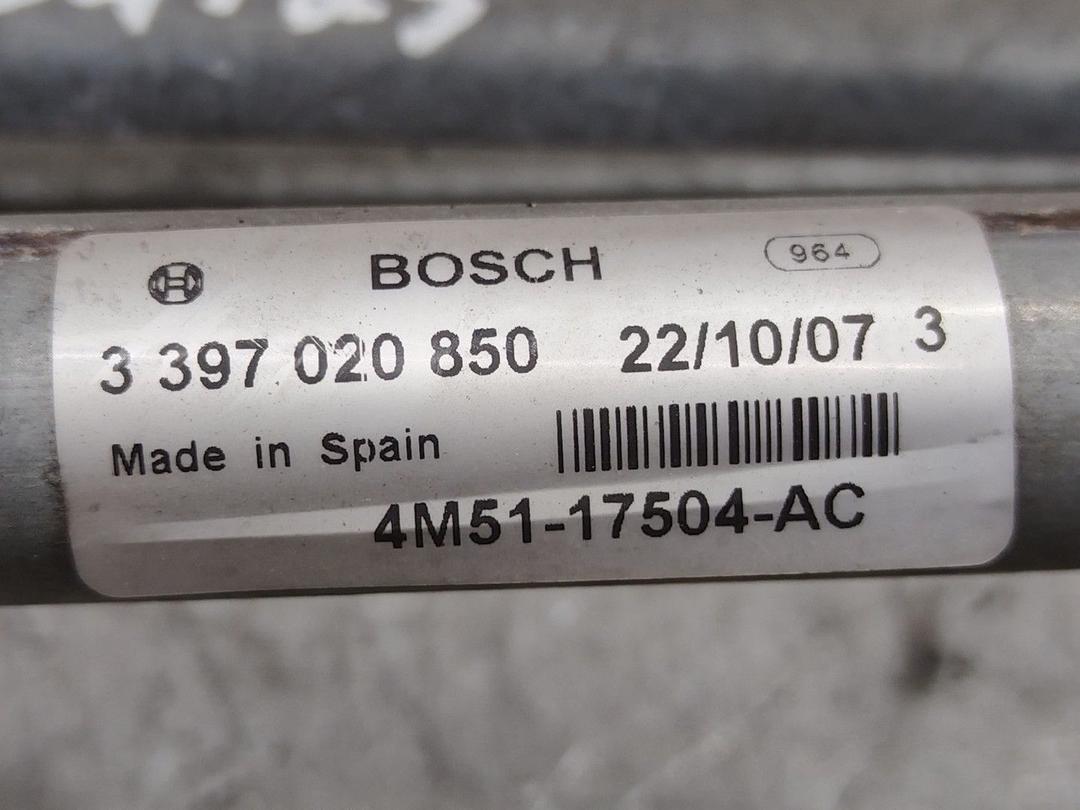 BOSCH 964
3 397 020 850 22/10/07 3
Made in Spain
4M51-17504-AC